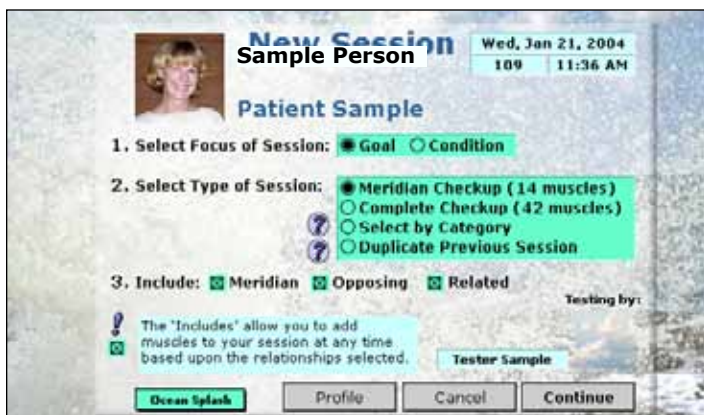 New Session
Sample Person
Wed, Jan 21, 2004
109 11:36 AM
Patient Sample
1. Select Focus of Session: Goal Condition
2. Select Type of Session: Meridian Checkup (14 muscles)
Complete Checkup (42 muscles)
? Select by Category
? Duplicate Previous Session
3. Include: Meridian Opposing Related
Testing by:
! The 'Includes' allow you to add
muscles to your session at any time
based upon the relationships selected.
Tester Sample
Ocean Splash Profile Cancel Continue